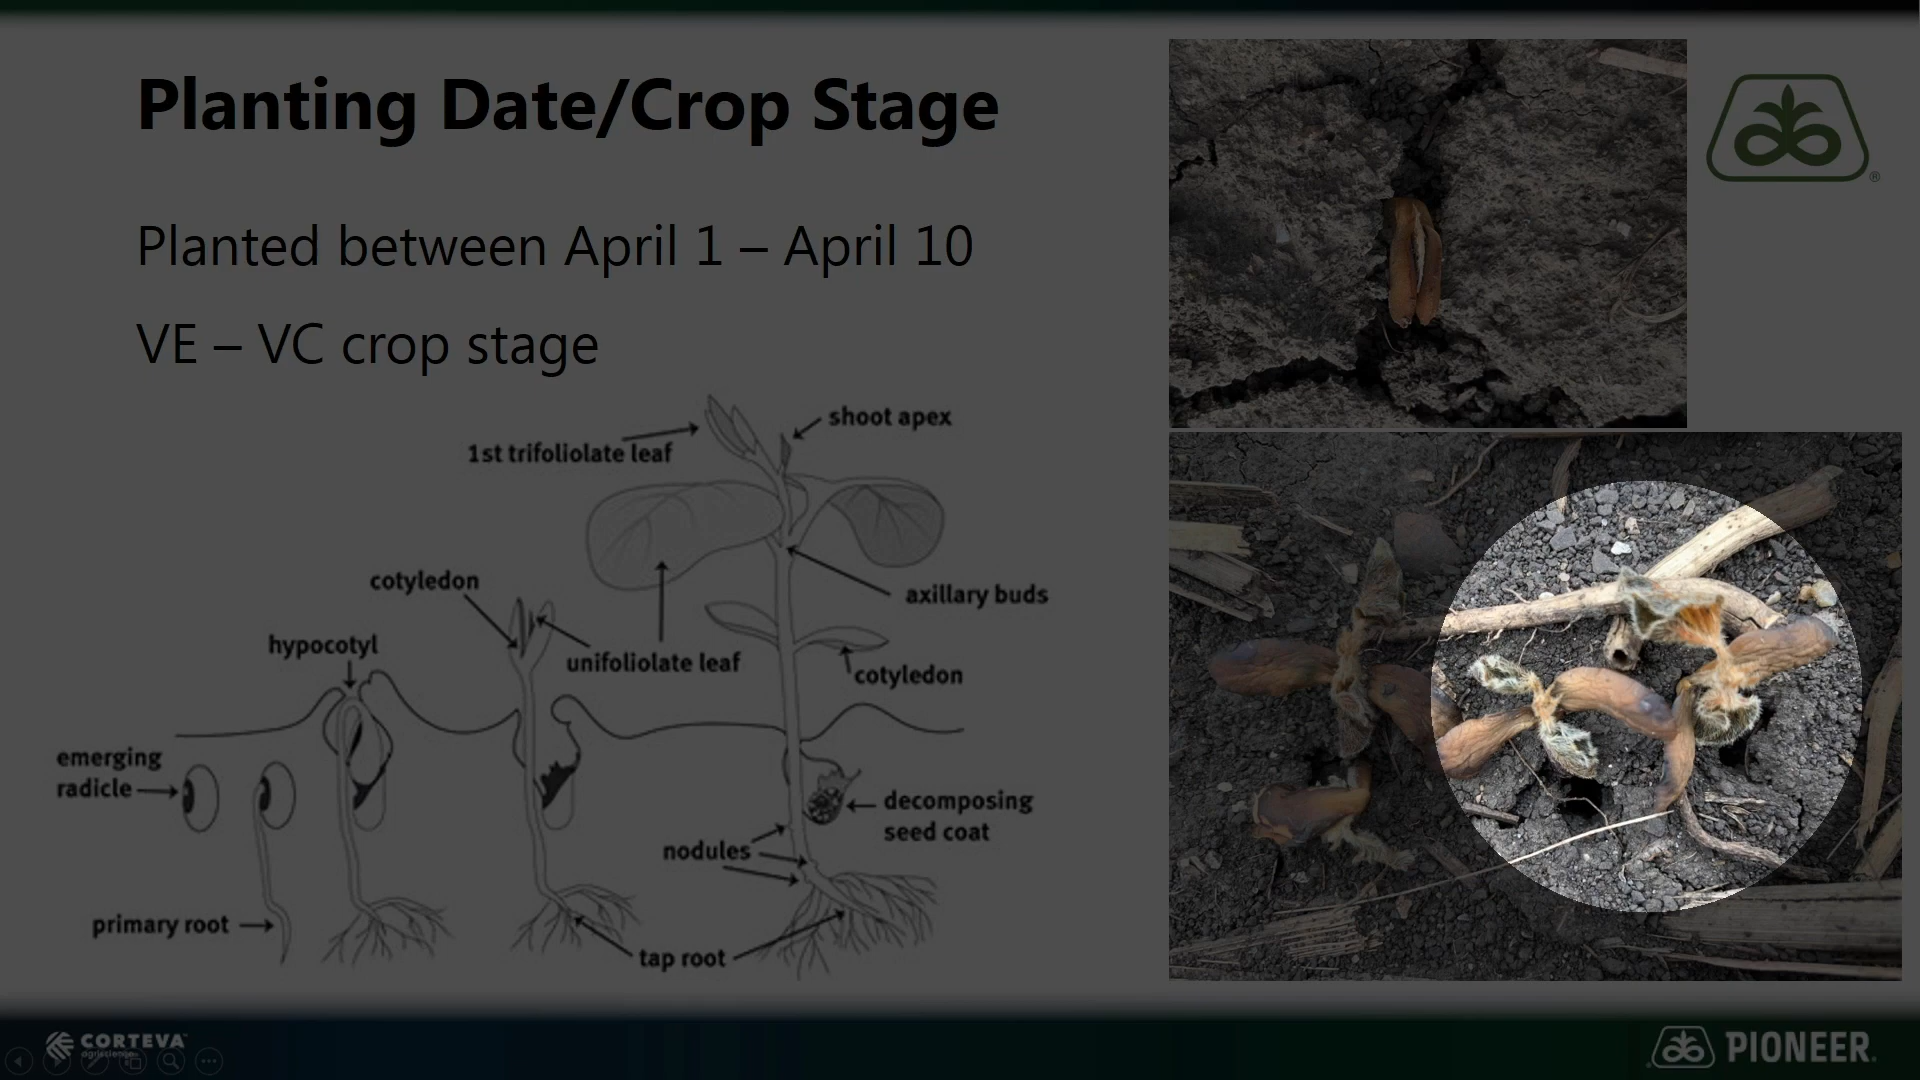 Planting Date/Crop Stage
Planted between April 1 – April 10
VE – VC crop stage
shoot apex
1st trifoliolate leaf
cotyledon
axillary buds
hypocotyl
unifoliolate leaf
cotyledon
emerging
radicle
decomposing
seed coat
nodules
primary root
tap root
®
CORTEVA™
agriscience
PIONEER®